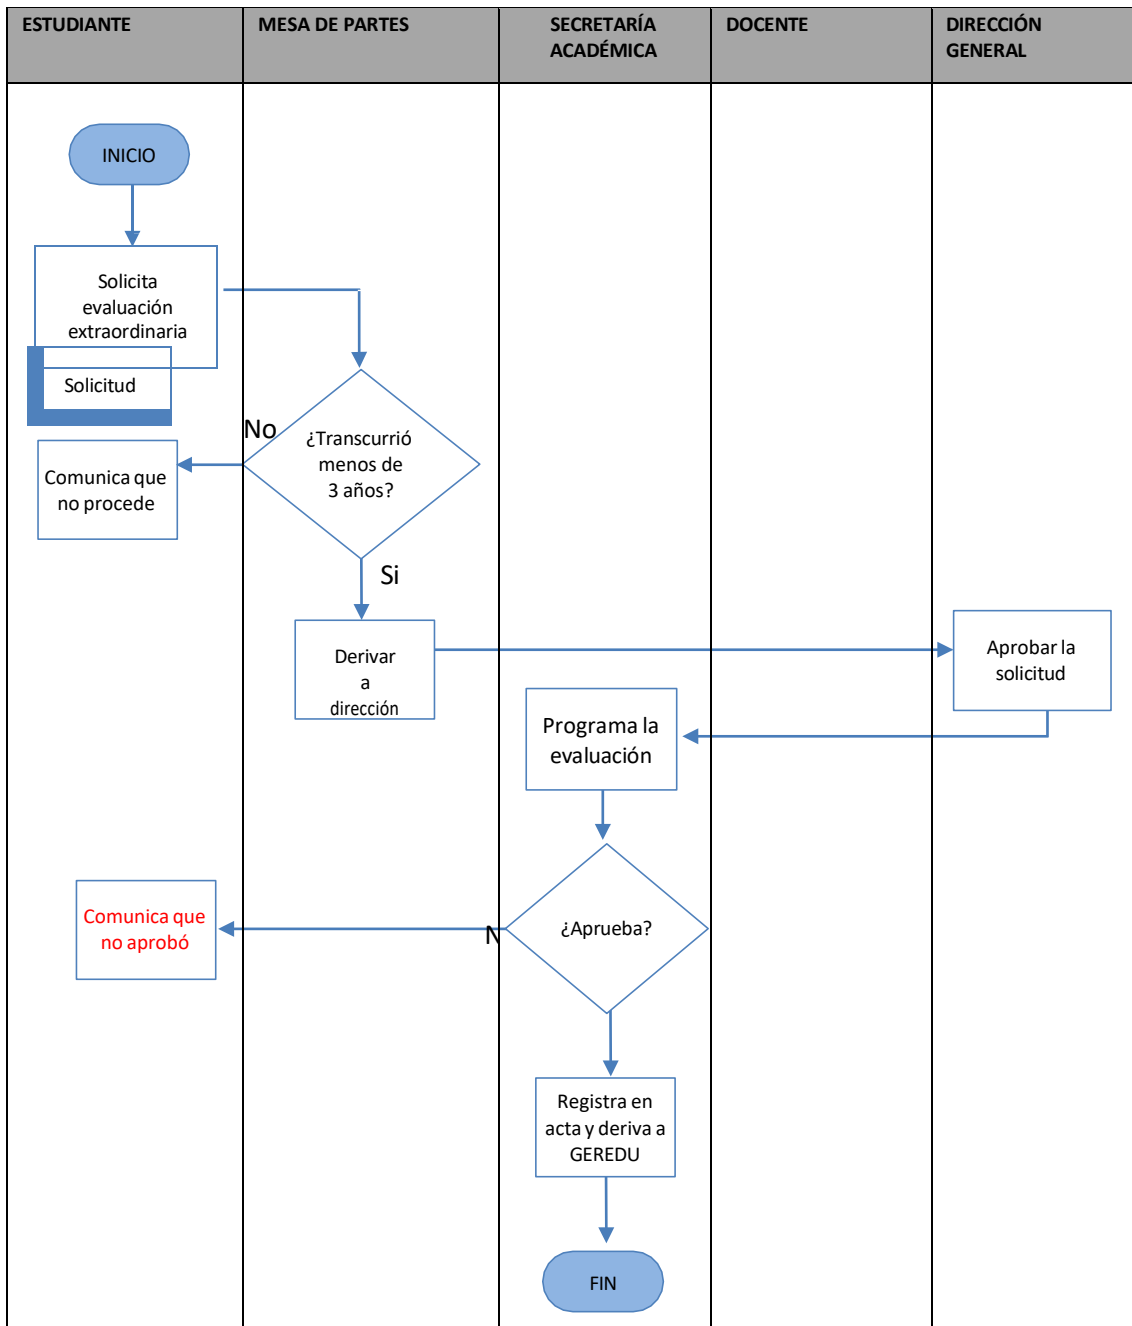 ESTUDIANTE
MESA DE PARTES
SECRETARÍA
ACADÉMICA
DOCENTE
DIRECCIÓN
GENERAL
INICIO
Solicita
evaluación
extraordinaria
Solicitud
No
¿Transcurrió
menos de
3 años?
Comunica que
no procede
Si
Derivar
a
dirección
Aprobar la
solicitud
Programa la
evaluación
¿Aprueba?
N
Comunica que
no aprobó
Registra en
acta y deriva a
GEREDU
FIN